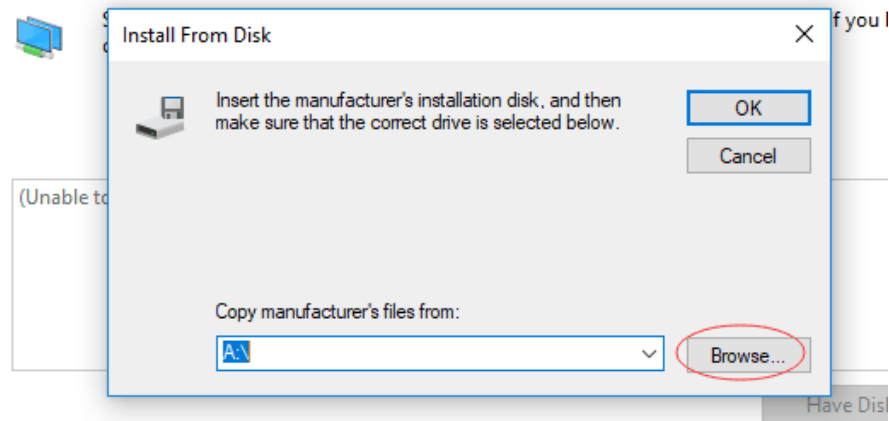 f you
Install From Disk
Insert the manufacturer's installation disk, and then
make sure that the correct drive is selected below.
OK
Cancel
(Unable to
Copy manufacturer's files from:
A:\
Browse...
Have Disk